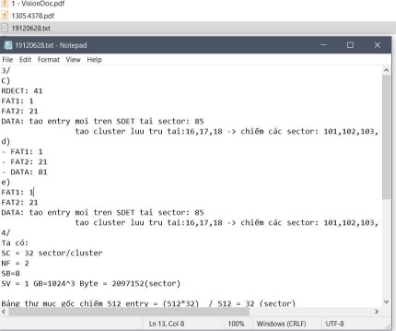 1 - VisionDoc.pdf
1305.4378.pdf
19120628.txt
19120628.txt - Notepad
File Edit Format View Help
3/
C)
RDECT: 41
FAT1: 1
FAT2: 21
DATA: tao entry moi tren SDET tai sector: 85
tao cluster luu tru tai:16,17,18 -> chiếm các sector: 101,102,103,
d)
- FAT1: 1
- FAT2: 21
- DATA: 81
e)
FAT1: 1
FAT2: 21
DATA: tao entry moi tren SDET tai sector: 85
tao cluster luu tru tai:16,17,18 -> chiếm các sector: 101,102,103,
4/
Ta có:
SC = 32 sector/cluster
NF = 2
SB=8
SV = 1 GB=1024^3 Byte = 2097152(sector)
Bảng thư mục gốc chiếm 512 entry = (512*32) / 512 = 32 (sector)
Ln 13, Col 8 100% Windows (CRLF) UTF-8